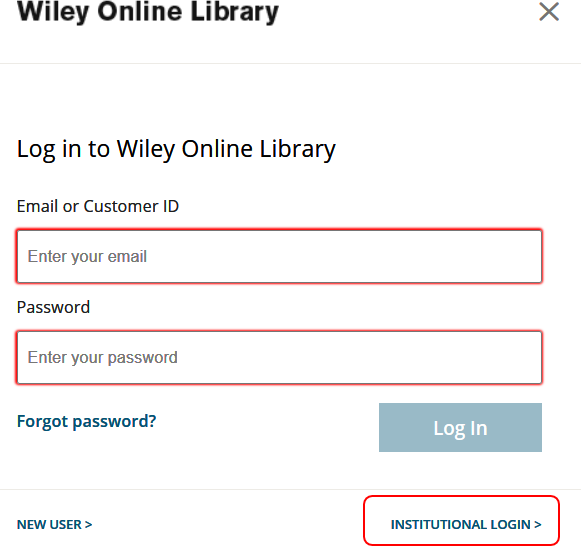 Wiley Online Library
Log in to Wiley Online Library
Email or Customer ID
Enter your email
Password
Enter your password
Forgot password?
Log In
NEW USER >
INSTITUTIONAL LOGIN >